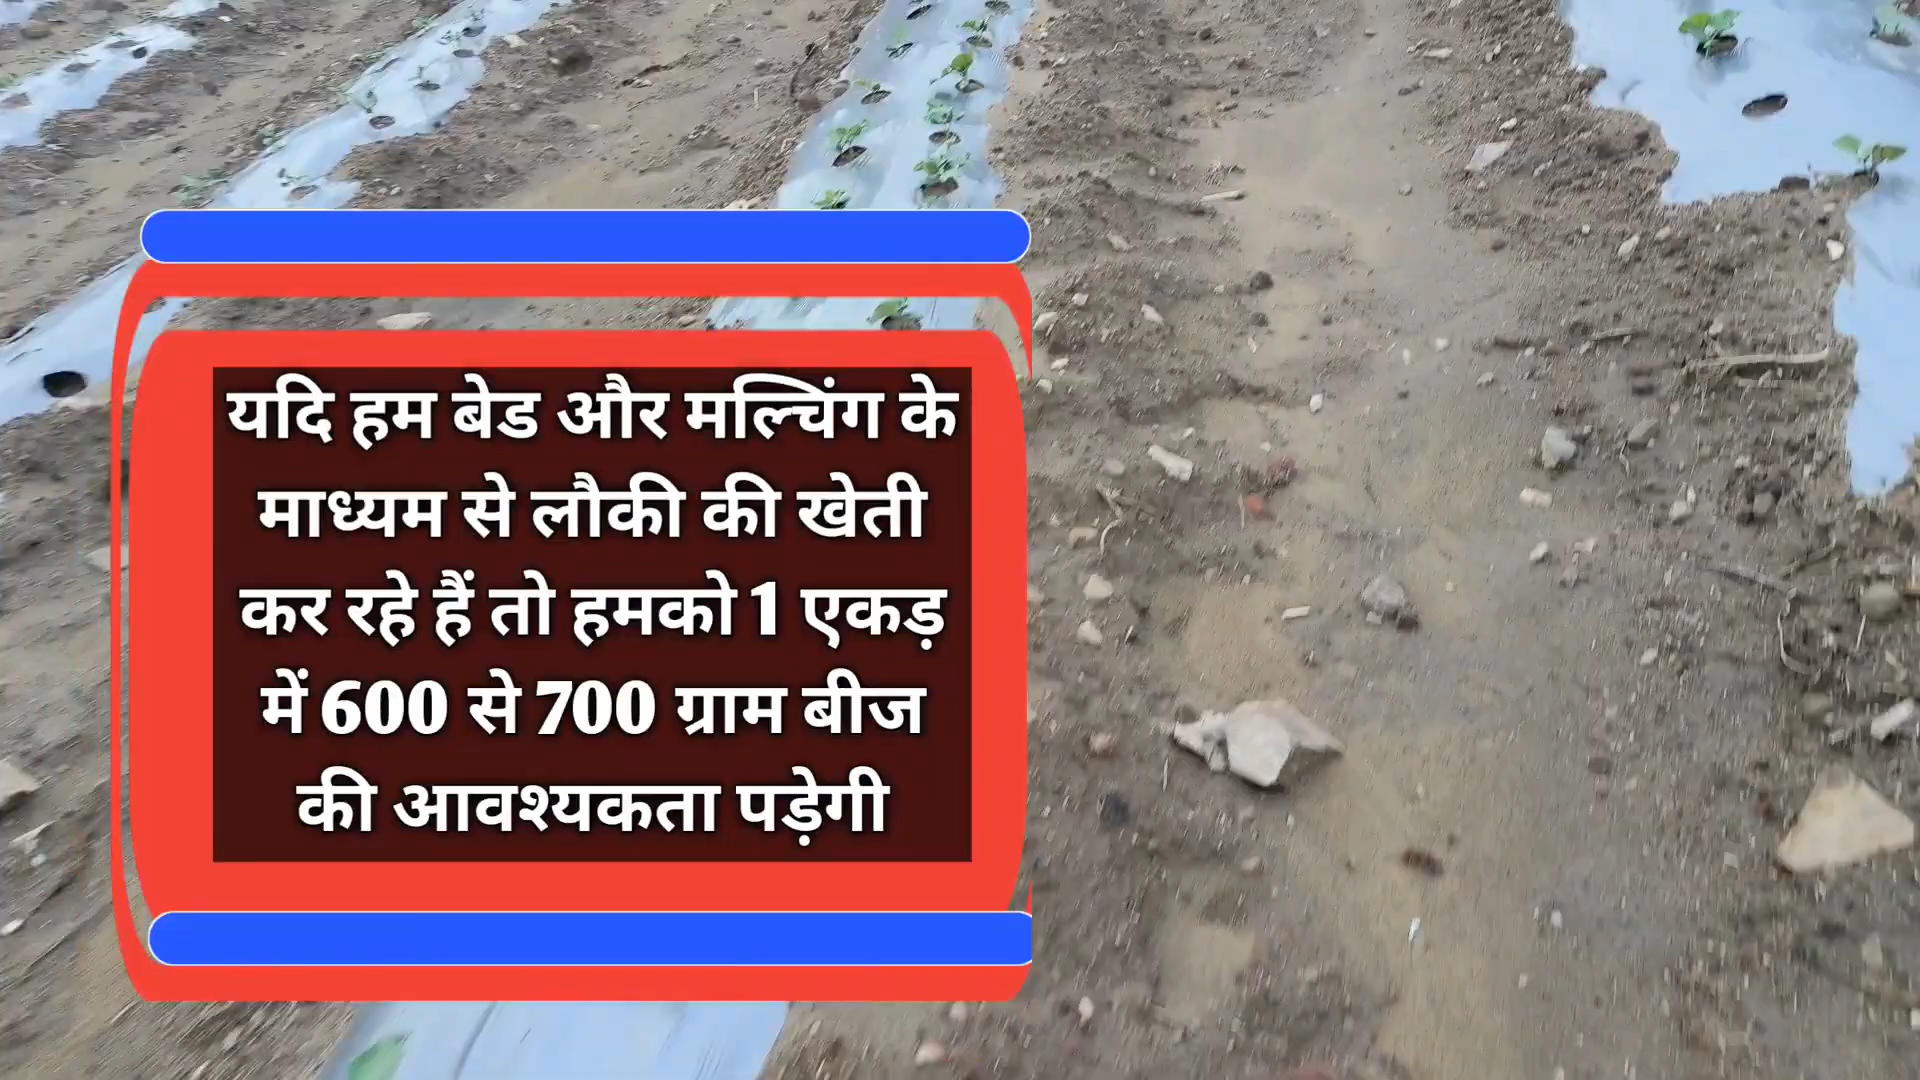 यदि हम बेड और मल्चिंग के
माध्यम से लौकी की खेती
कर रहे हैं तो हमको 1 एकड़
में 600 से 700 ग्राम बीज
की आवश्यकता पड़ेगी